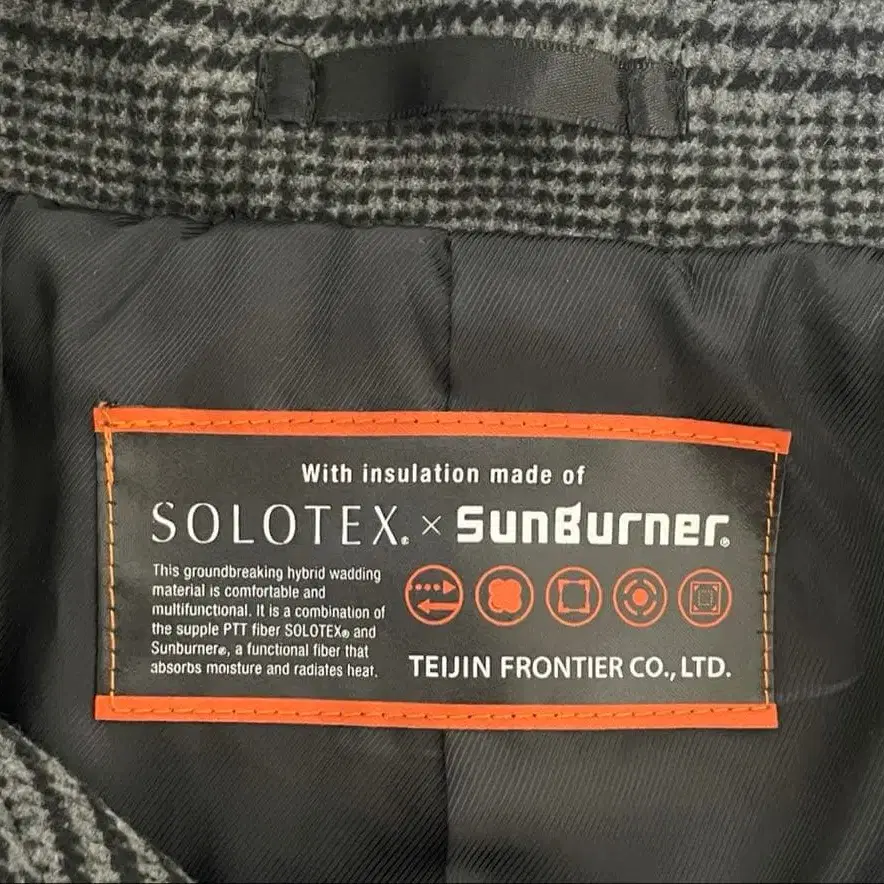 With insulation made of
SOLOTEX® × SunBurner®
This groundbreaking hybrid wadding
material is comfortable and
multifunctional. It is a combination of
the supple PTT fiber SOLOTEX® and
Sunburner®, a functional fiber that
absorbs moisture and radiates heat.
TEIJIN FRONTIER CO., LTD.